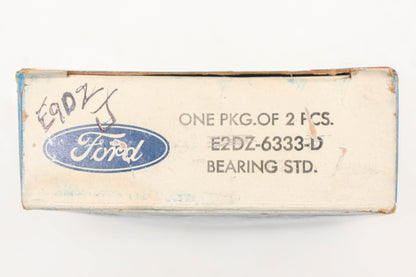 E9DZ
J
Ford
ONE PKG.OF 2 PCS.
E2DZ-6333-D
BEARING STD.